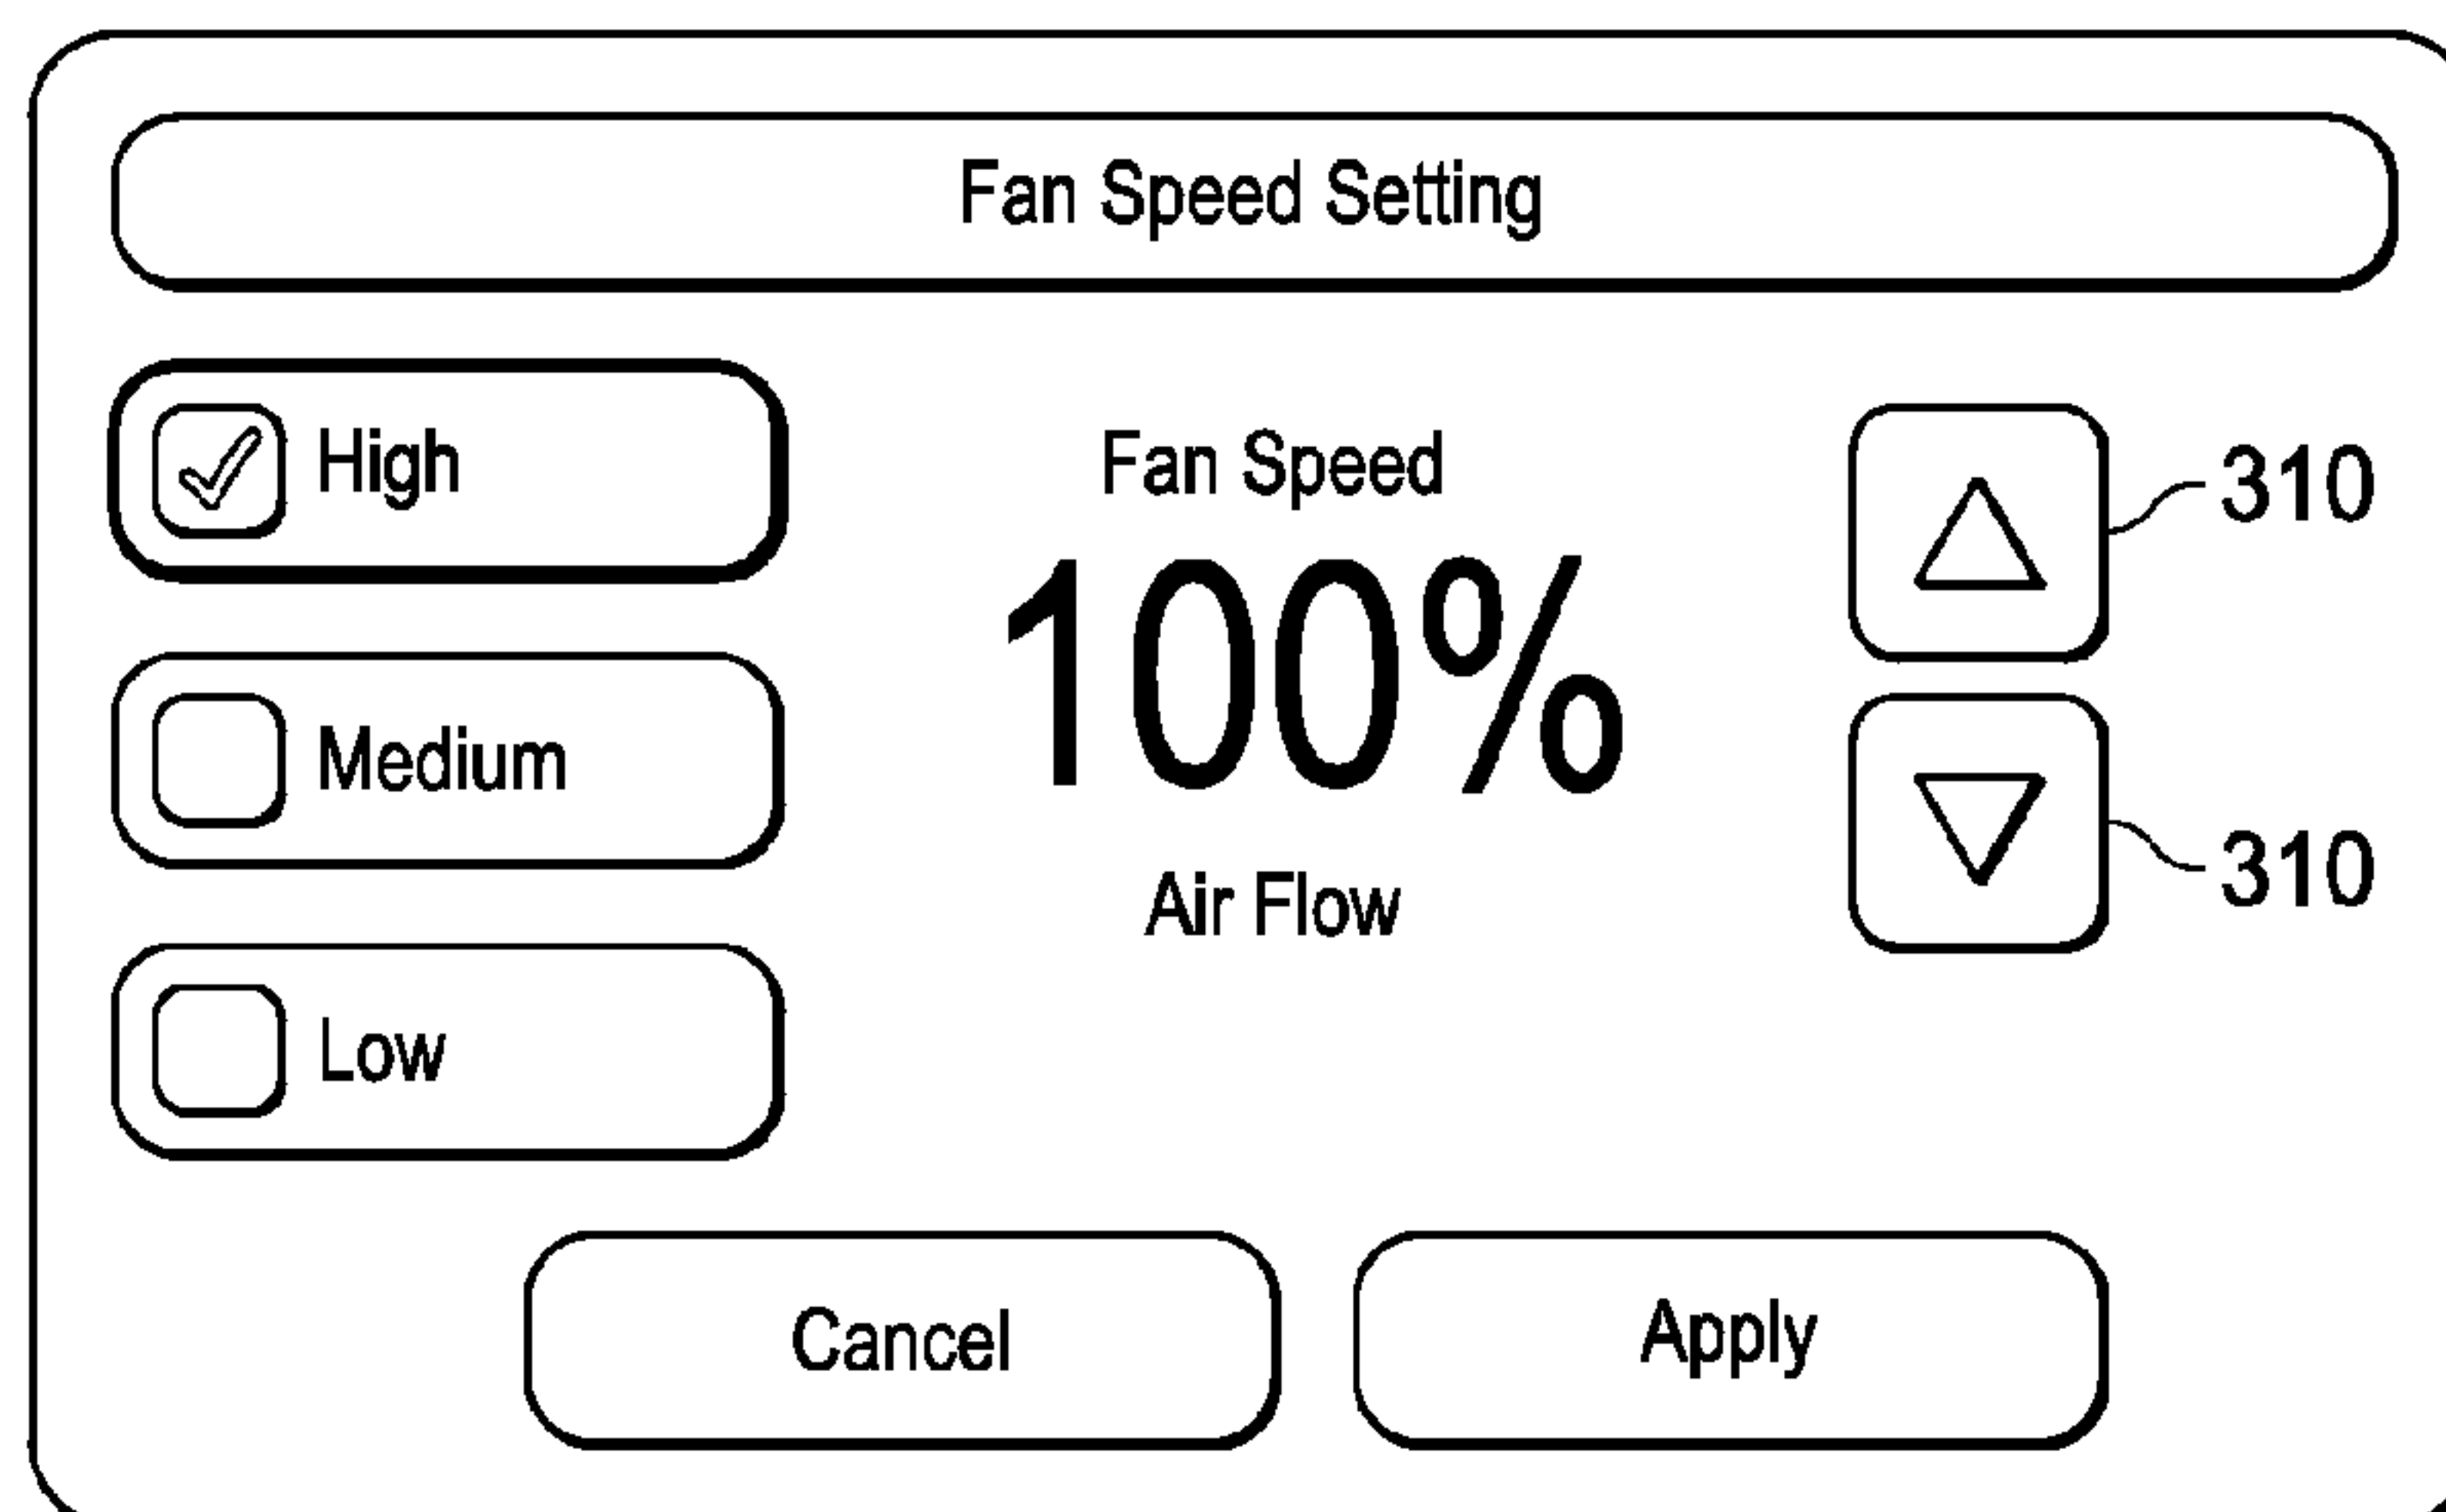 Fan Speed Setting
High
Medium
Low
Fan Speed
100%
Air Flow
310
310
Cancel
Apply